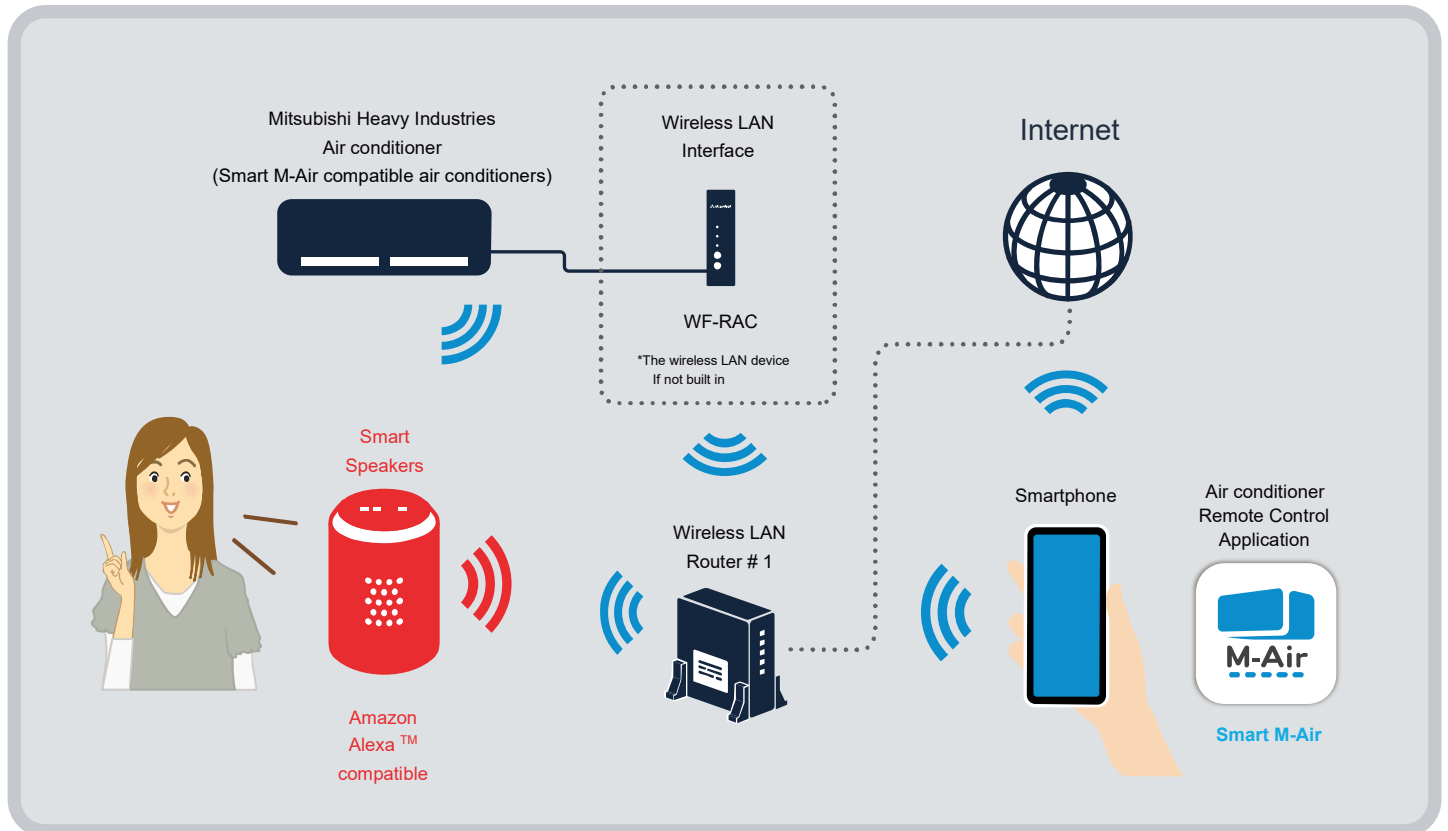 Mitsubishi Heavy Industries
Air conditioner
(Smart M-Air compatible air conditioners)
Wireless LAN
Interface
WF-RAC
*The wireless LAN device
If not built in
Internet
Smart
Speakers
Amazon
Alexa TM
compatible
Wireless LAN
Router # 1
Smartphone
Air conditioner
Remote Control
Application
M-Air
Smart M-Air